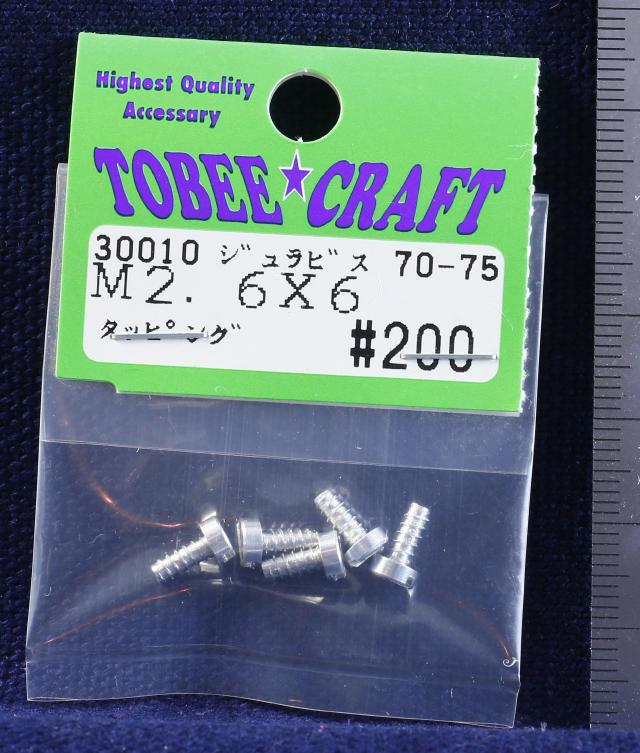 Highest Quality
Accessary
TOBEE★CRAFT
30010 ジュラビス 70-75
M2. 6X6
タッピング #200